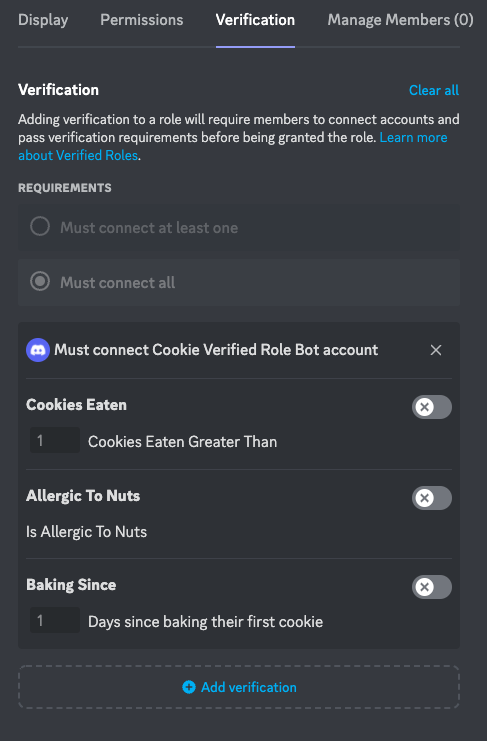 Display Permissions Verification Manage Members (0)
Verification Clear all
Adding verification to a role will require members to connect accounts and
pass verification requirements before being granted the role. Learn more
about Verified Roles.
REQUIREMENTS
Must connect at least one
Must connect all
Must connect Cookie Verified Role Bot account
Cookies Eaten
1 Cookies Eaten Greater Than
Allergic To Nuts
Is Allergic To Nuts
Baking Since
1 Days since baking their first cookie
Add verification